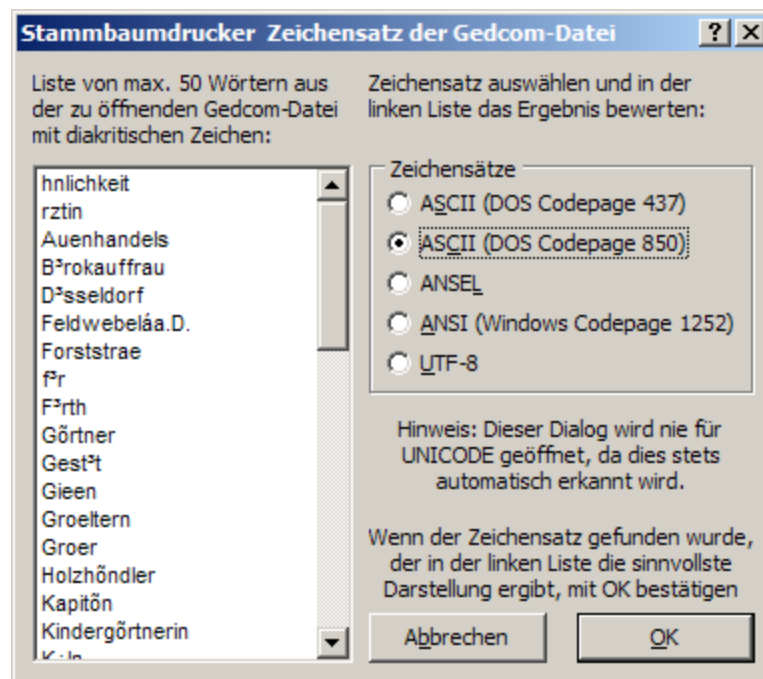 Stammbaumdrucker Zeichensatz der Gedcom-Datei
Liste von max. 50 Wörtern aus
der zu öffnenden Gedcom-Datei
mit diakritischen Zeichen:
hnlichkeit
rztin
Auenhandels
B³rokauffrau
D³sseldorf
Feldwebeláa.D.
Forststrae
f³r
F³rth
Gõrtner
Gest³t
Gieen
Groeltern
Groer
Holzhõndler
Kapitõn
Kindergõrtnerin
Zeichensatz auswählen und in der
linken Liste das Ergebnis bewerten:
Zeichensätze
ASCII (DOS Codepage 437)
ASCII (DOS Codepage 850)
ANSEL
ANSI (Windows Codepage 1252)
UTF-8
Hinweis: Dieser Dialog wird nie für
UNICODE geöffnet, da dies stets
automatisch erkannt wird.
Wenn der Zeichensatz gefunden wurde,
der in der linken Liste die sinnvollste
Darstellung ergibt, mit OK bestätigen
Abbrechen
OK